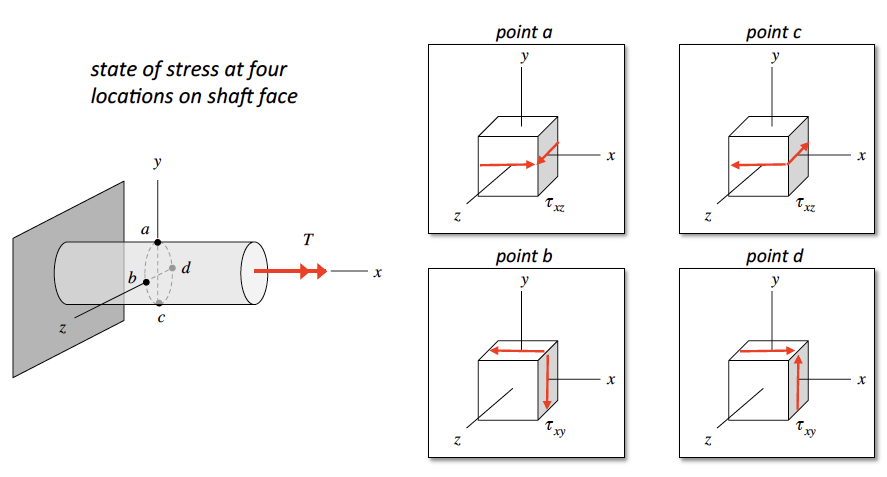 state of stress at four
locations on shaft face
y
a
T
b
d
x
z
c
point a
y
x
z
τxz
point c
y
x
z
τxz
point b
y
x
z
τxy
point d
y
x
z
τxy